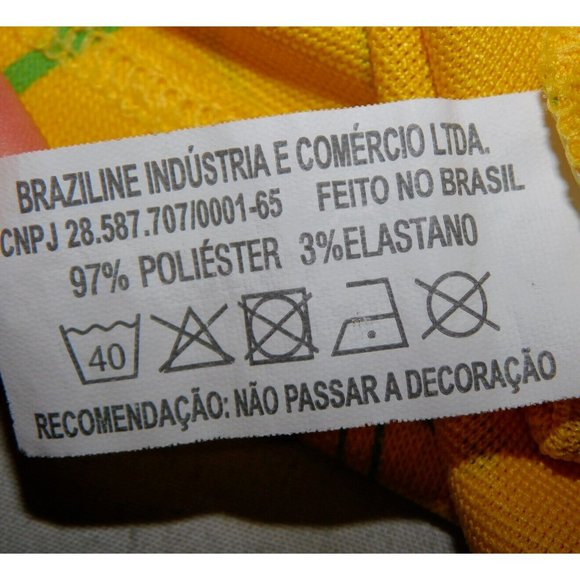 BRAZILINE INDÚSTRIA E COMÉRCIO LTDA.
CNPJ 28.587.707/0001-65 FEITO NO BRASIL
97% POLIÉSTER 3%ELASTANO
40
RECOMENDAÇÃO: NÃO PASSAR A DECORAÇÃO